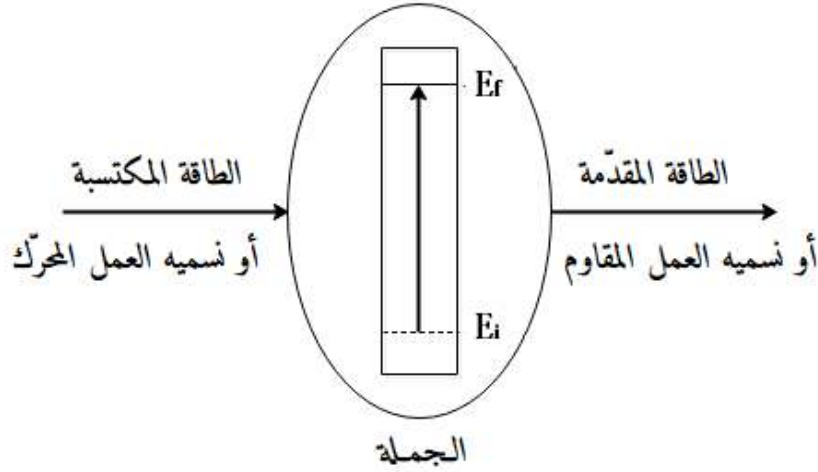 Ef
الطاقة المكتسبة
أو نسميه العمل المحرّك
الطاقة المقدّمة
أو نسميه العمل المقاوم
Ei
الجملة